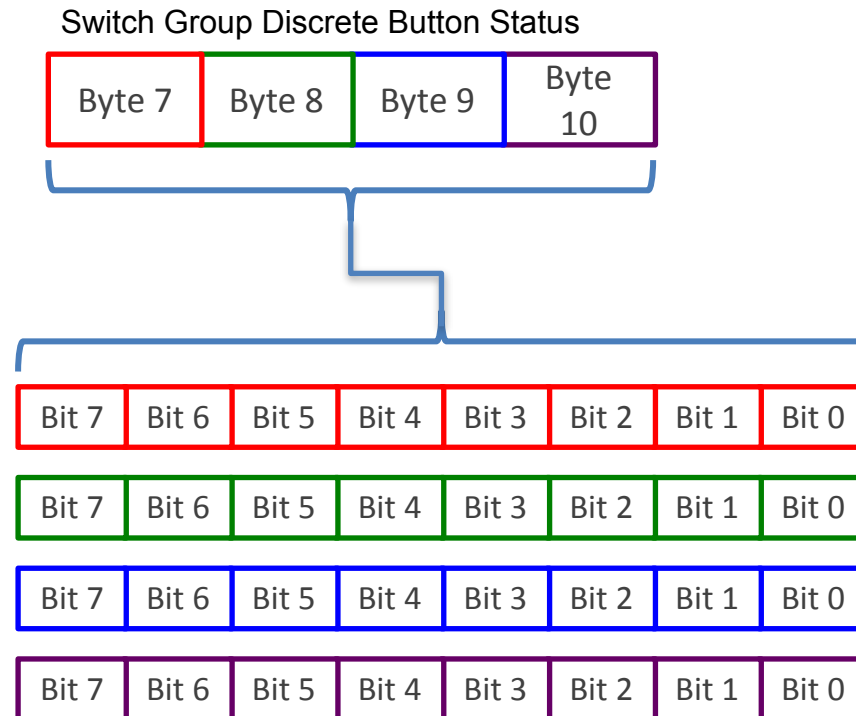 Switch Group Discrete Button Status
Byte 7 Byte 8 Byte 9 Byte
10
Bit 7 Bit 6 Bit 5 Bit 4 Bit 3 Bit 2 Bit 1 Bit 0
Bit 7 Bit 6 Bit 5 Bit 4 Bit 3 Bit 2 Bit 1 Bit 0
Bit 7 Bit 6 Bit 5 Bit 4 Bit 3 Bit 2 Bit 1 Bit 0
Bit 7 Bit 6 Bit 5 Bit 4 Bit 3 Bit 2 Bit 1 Bit 0